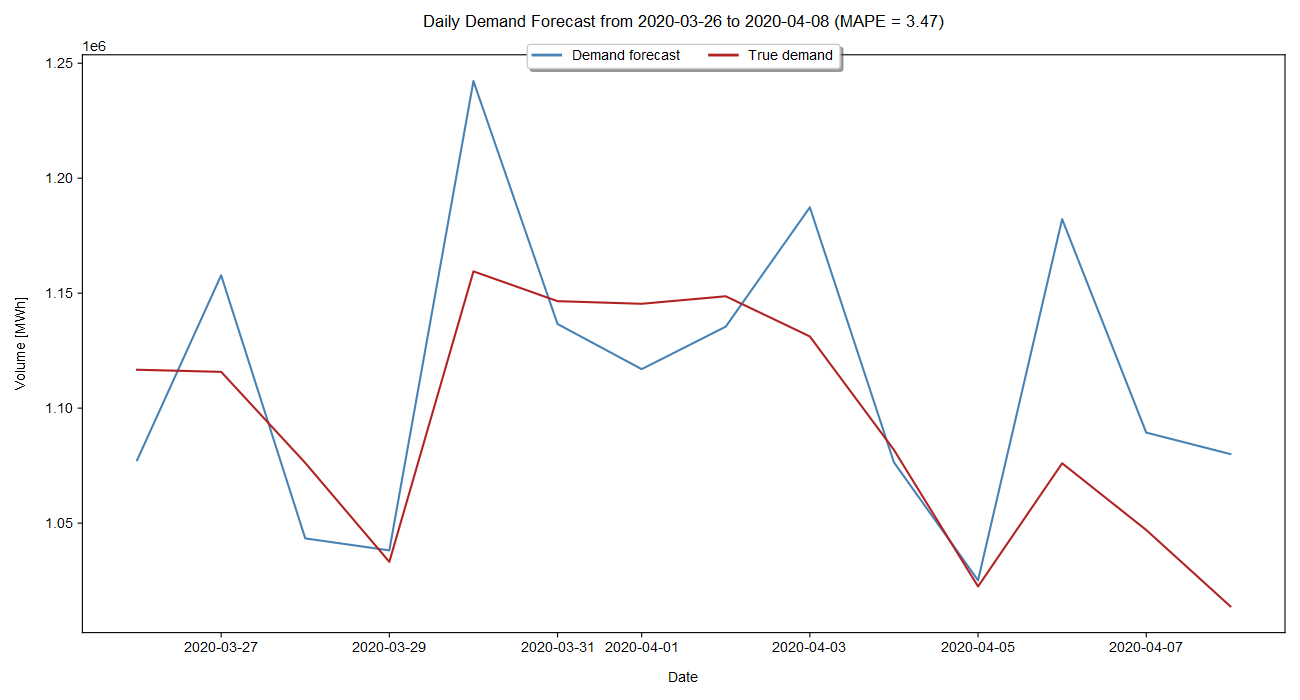 Daily Demand Forecast from 2020-03-26 to 2020-04-08 (MAPE = 3.47)
1e6
Demand forecast True demand
1.25
1.20
1.15
1.10
1.05
Volume [MWh]
2020-03-27 2020-03-29 2020-03-31 2020-04-01 2020-04-03 2020-04-05 2020-04-07
Date